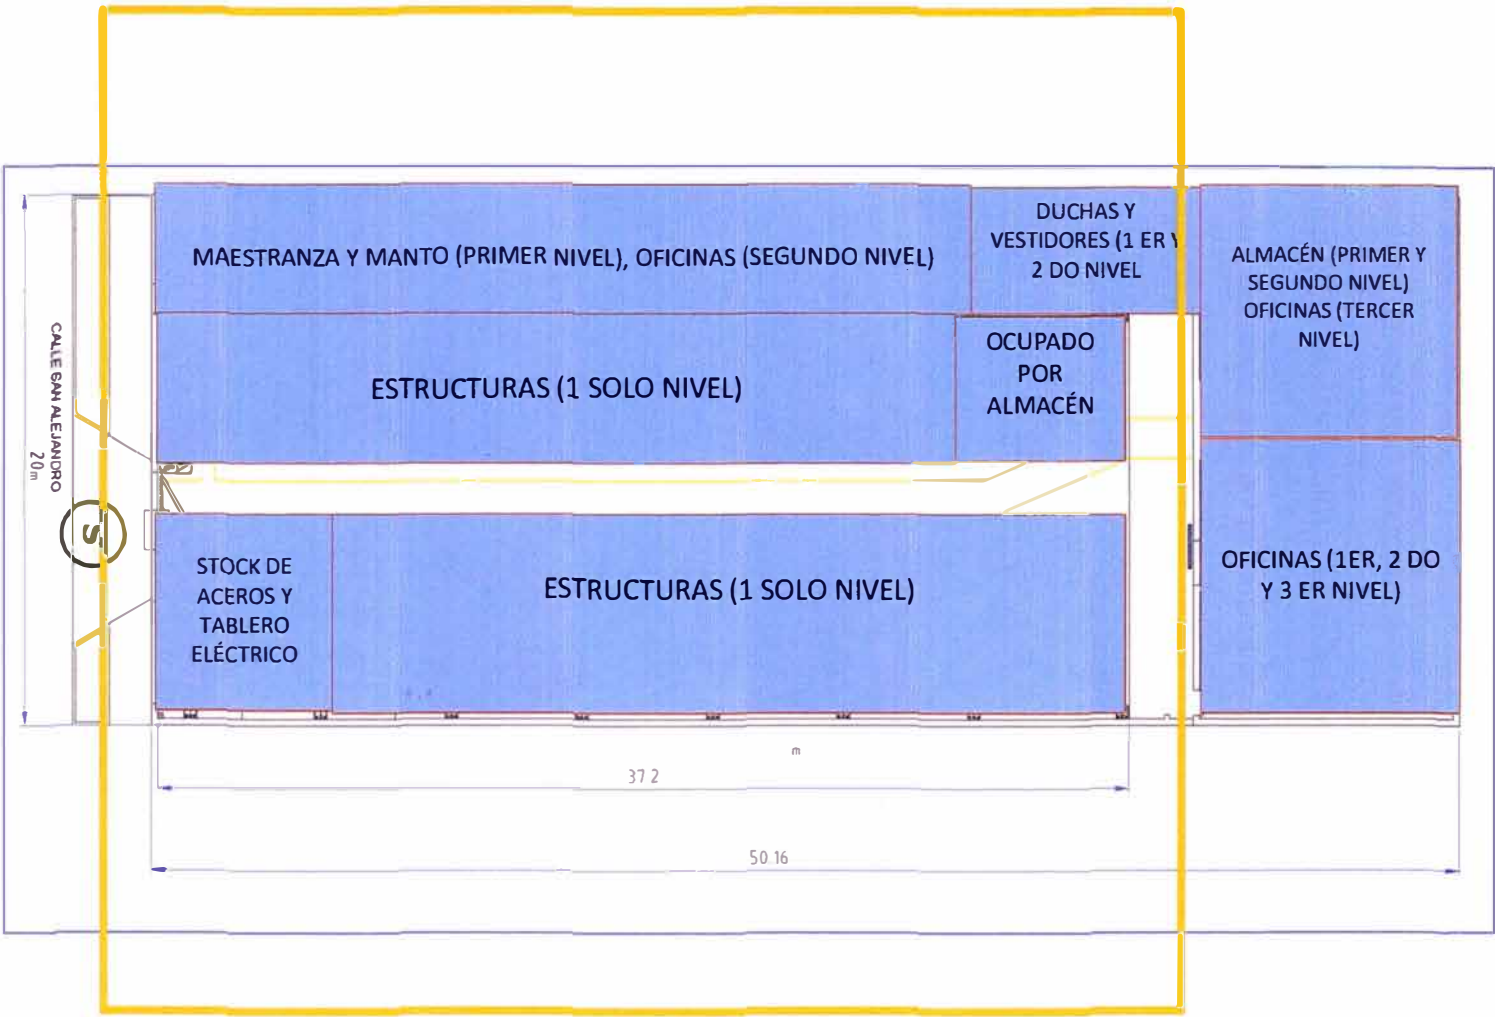 MAESTRANZA Y MANTO (PRIMER NIVEL), OFICINAS (SEGUNDO NIVEL)
DUCHAS Y
VESTIDORES (1 ER Y
2 DO NIVEL
ALMACÉN (PRIMER Y
SEGUNDO NIVEL)
OFICINAS (TERCER
NIVEL)
ESTRUCTURAS (1 SOLO NIVEL)
OCUPADO
POR
ALMACÉN
CALLE SAN ALEJANDRO
20m
S
STOCK DE
ACEROS Y
TABLERO
ELÉCTRICO
ESTRUCTURAS (1 SOLO NIVEL)
OFICINAS (1ER, 2 DO
Y 3 ER NIVEL)
m
37 2
50 16